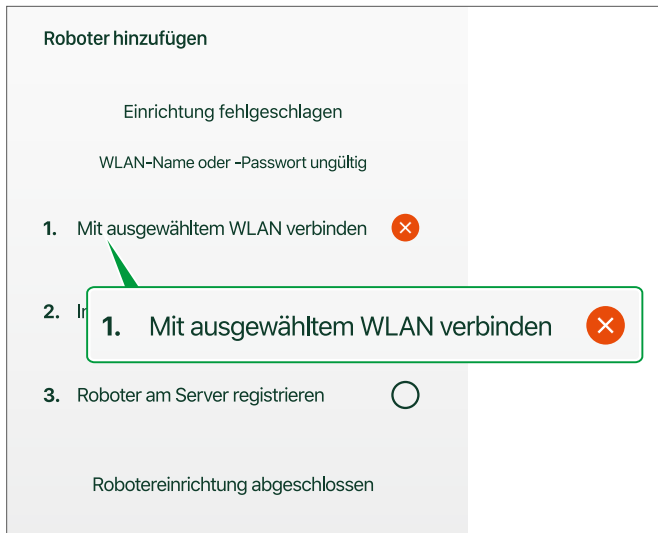 Roboter hinzufügen
Einrichtung fehlgeschlagen
WLAN-Name oder -Passwort ungültig
1. Mit ausgewähltem WLAN verbinden
2.
1. Mit ausgewähltem WLAN verbinden
3. Roboter am Server registrieren
Robotereinrichtung abgeschlossen